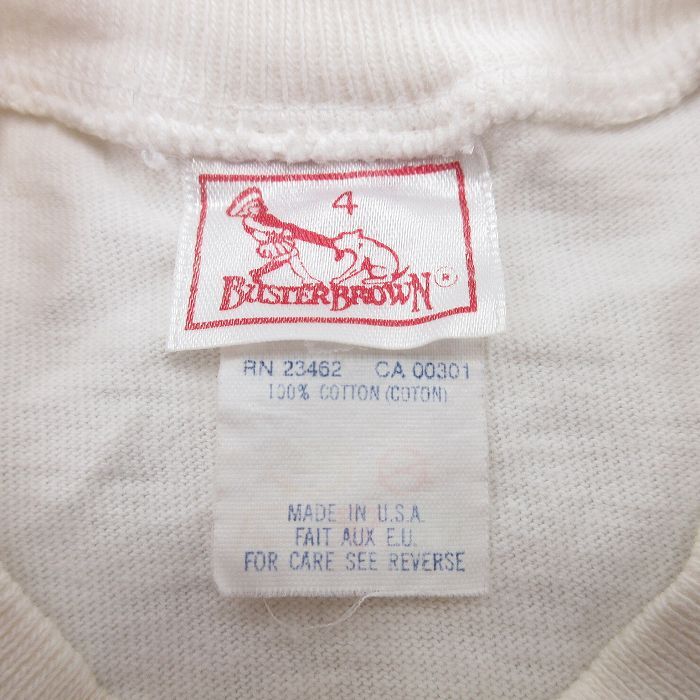 4
BUSTER BROWN ®
RN 23462 CA 00301
100% COTTON (COTON)
MADE IN U.S.A.
FAIT AUX E.U.
FOR CARE SEE REVERSE